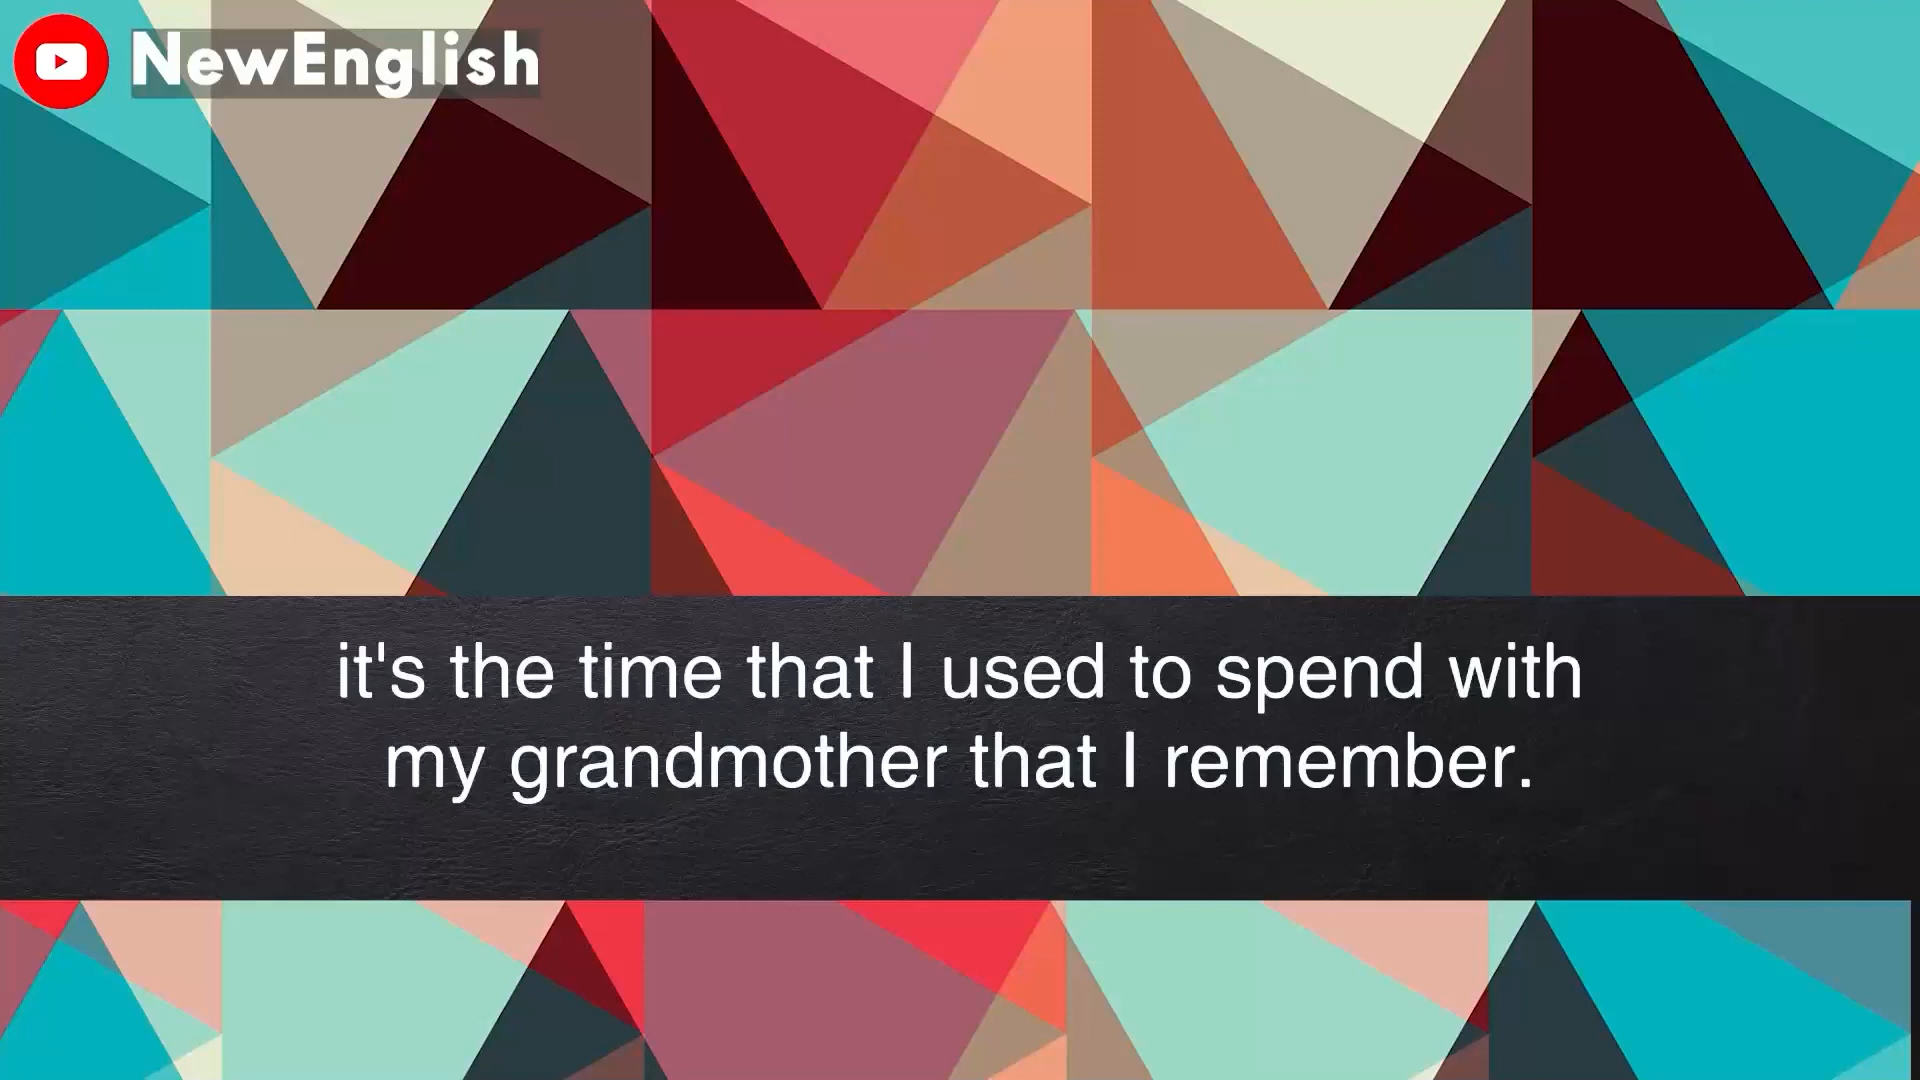 NewEnglish
it's the time that I used to spend with
my grandmother that I remember.